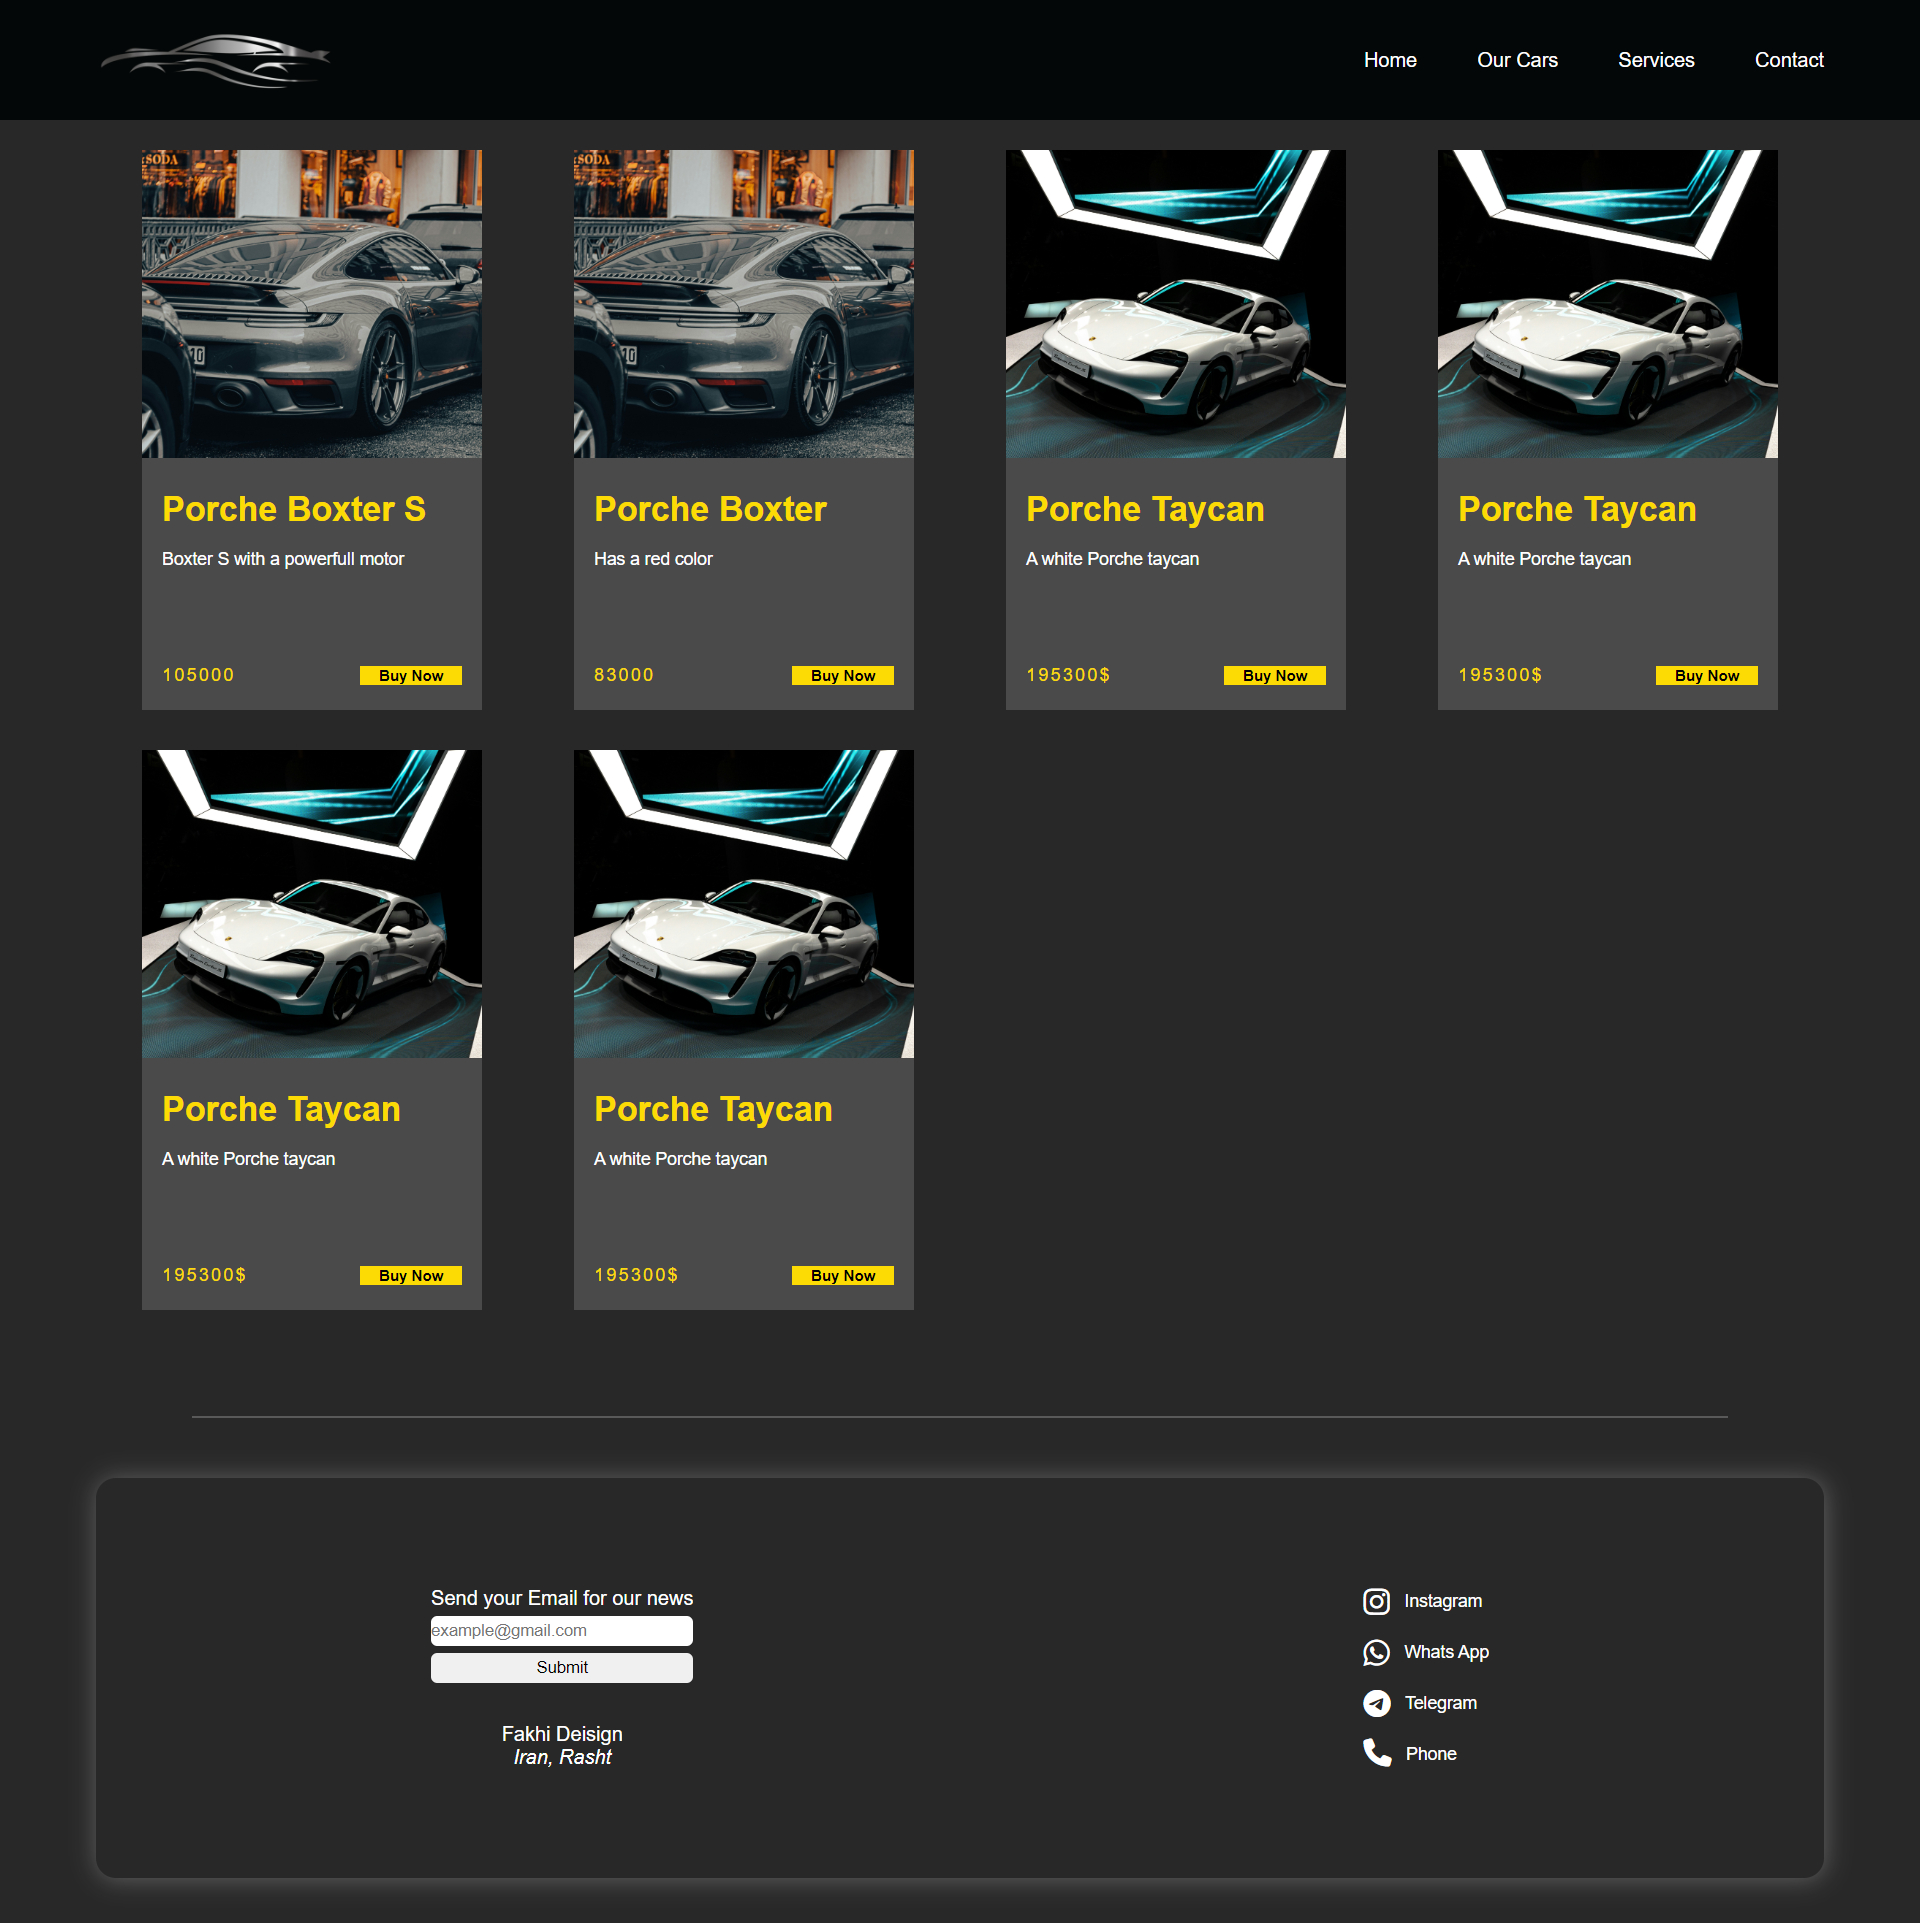 Home Our Cars Services Contact
SODA
SODA
10
10
Porche Boxter S
Boxter S with a powerfull motor
105000 Buy Now
Porche Boxter
Has a red color
83000 Buy Now
Porche Taycan
A white Porche taycan
195300$ Buy Now
Porche Taycan
A white Porche taycan
195300$ Buy Now
Porche Taycan
A white Porche taycan
195300$ Buy Now
Porche Taycan
A white Porche taycan
195300$ Buy Now
Send your Email for our news
example@gmail.com
Submit
Fakhi Deisign
Iran, Rasht
Instagram
Whats App
Telegram
Phone